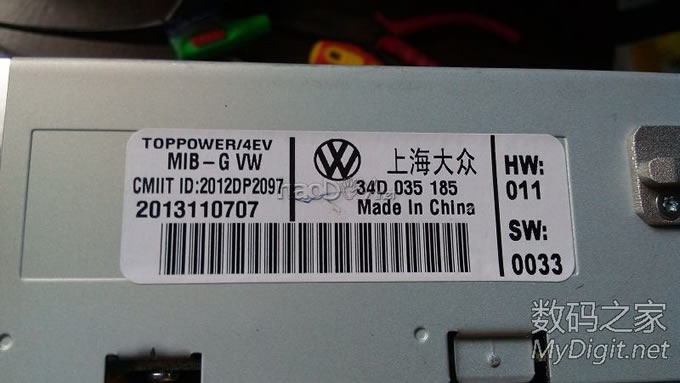 TOPPOWER/4EV
MIB-G VW
CMIIT ID:2012DP2097
2013110707
上海大众
34D 035 185
Made In China
HW:
011
SW:
0033
数码之家
MyDigit.net